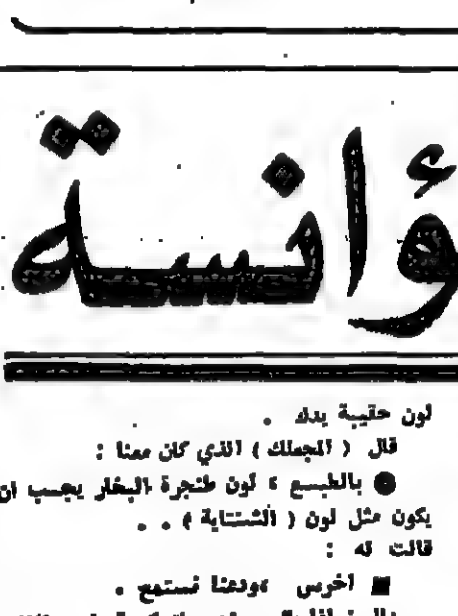 ؤانسة
لون حقيبة يدك .
قال ( المجملك ) الذي كان معنا :
● بالطبع ، لون طنجرة البخار يجب ان
يكون مثل لون ( الشنتاية ) . .
قالت له :
■ اخرس ودعنا نستمع .